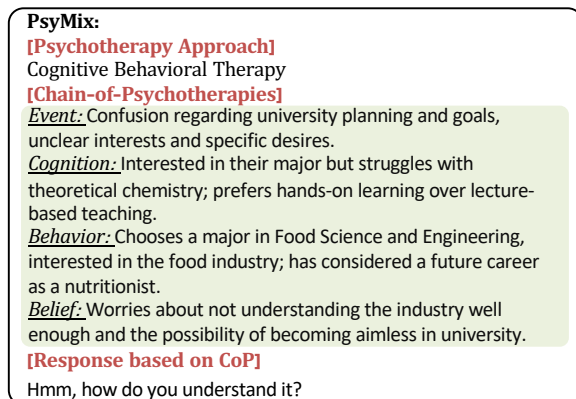 PsyMix:
[Psychotherapy Approach]
Cognitive Behavioral Therapy
[Chain-of-Psychotherapies]
Event: Confusion regarding university planning and goals,
unclear interests and specific desires.
Cognition: Interested in their major but struggles with
theoretical chemistry; prefers hands-on learning over lecture-
based teaching.
Behavior: Chooses a major in Food Science and Engineering,
interested in the food industry; has considered a future career
as a nutritionist.
Belief: Worries about not understanding the industry well
enough and the possibility of becoming aimless in university.
[Response based on CoP]
Hmm, how do you understand it?